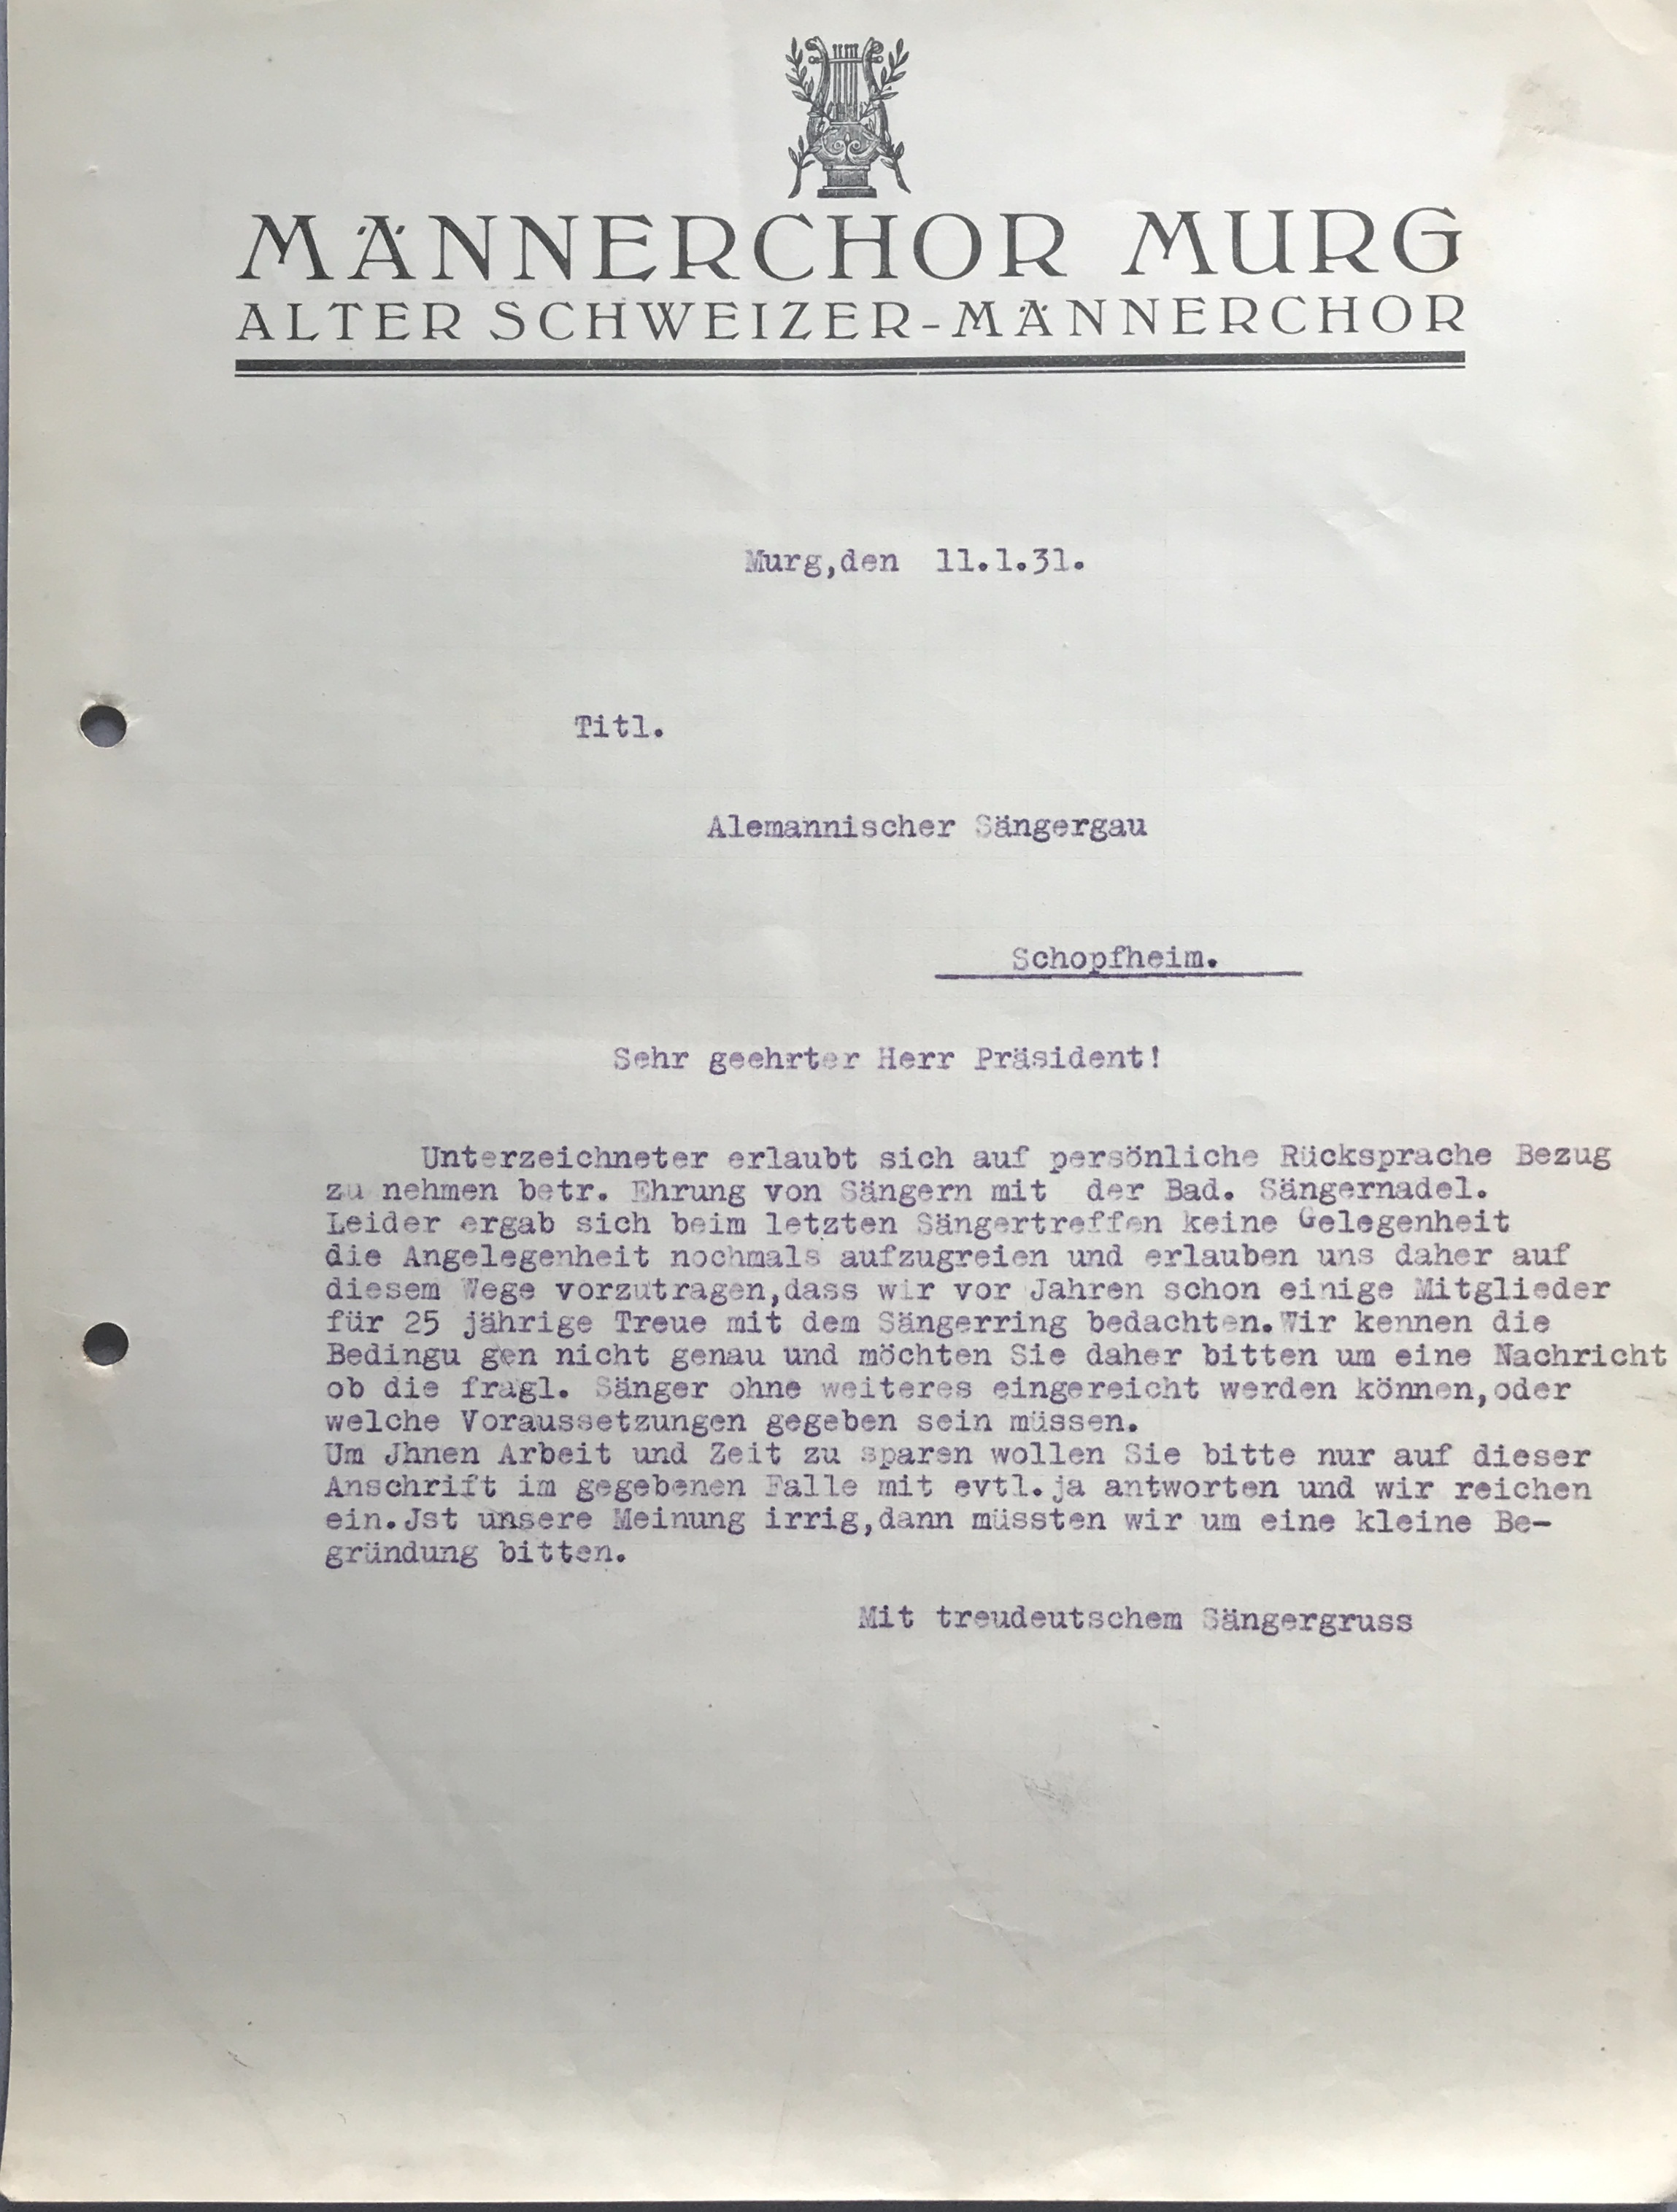 MÄNNERCHOR MURG
ALTER SCHWEIZER-MÄNNERCHOR
Murg,den 11.1.31.
Titl.
Alemannischer Sängergau
Schopfheim.
Sehr geehrter Herr Präsident!
Unterzeichneter erlaubt sich auf persönliche Rücksprache Bezug
zu nehmen betr. Ehrung von Sängern mit der Bad. Sängernadel.
Leider ergab sich beim letzten Sängertreffen keine Gelegenheit
die Angelegenheit nochmals aufzugreien und erlauben uns daher auf
diesem Wege vorzutragen,dass wir vor Jahren schon einige Mitglieder
für 25 jährige Treue mit dem Sängerring bedachten.Wir kennen die
Bedingu gen nicht genau und möchten Sie daher bitten um eine Nachricht
ob die fragl. Sänger ohne weiteres eingereicht werden können,oder
welche Voraussetzungen gegeben sein müssen.
Um Jhnen Arbeit und Zeit zu sparen wollen Sie bitte nur auf dieser
Anschrift im gegebenen Falle mit evtl.ja antworten und wir reichen
ein.Jst unsere Meinung irrig,dann müssten wir um eine kleine Be-
gründung bitten.
Mit treudeutschem Sängergruss